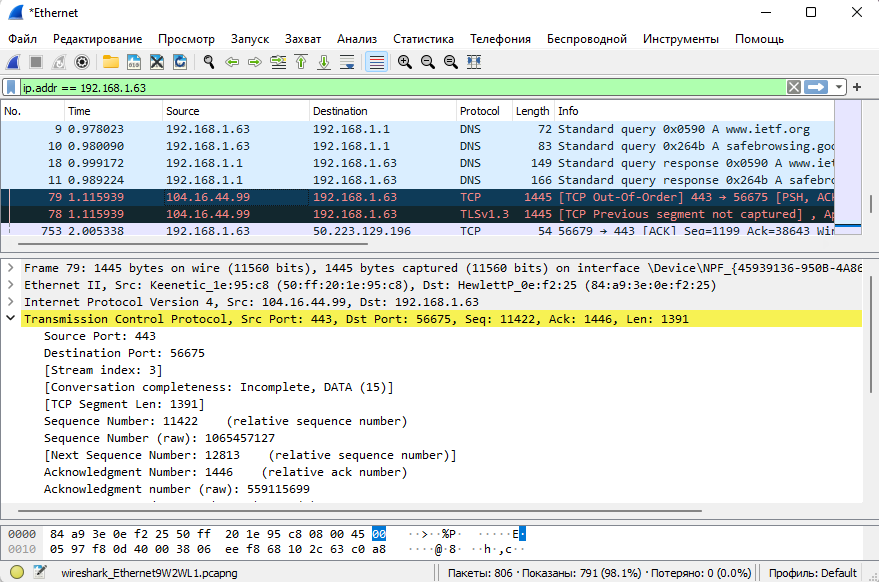 *Ethernet
Файл Редактирование Просмотр Запуск Захват Анализ Статистика Телефония Беспроводной Инструменты Помощь
ip.addr == 192.168.1.63
No. Time Source Destination Protocol Length Info
9 0.978023 192.168.1.63 192.168.1.1 DNS 72 Standard query 0x0590 A www.ietf.org
10 0.980090 192.168.1.63 192.168.1.1 DNS 83 Standard query 0x264b A safebrowsing.goo
18 0.999172 192.168.1.1 192.168.1.63 DNS 149 Standard query response 0x0590 A www.iet
11 0.989224 192.168.1.1 192.168.1.63 DNS 166 Standard query response 0x264b A safebro
79 1.115939 104.16.44.99 192.168.1.63 TCP 1445 [TCP Out-Of-Order] 443 → 56675 [PSH, ACK
78 1.115939 104.16.44.99 192.168.1.63 TLSv1.3 1445 [TCP Previous segment not captured] , Ap
753 2.005338 192.168.1.63 50.223.129.196 TCP 54 56679 → 443 [ACK] Seq=1199 Ack=38643 Win
Frame 79: 1445 bytes on wire (11560 bits), 1445 bytes captured (11560 bits) on interface \Device\NPF_{45939136-950B-4A86
Ethernet II, Src: Keenetic_1e:95:c8 (50:ff:20:1e:95:c8), Dst: HewlettP_0e:f2:25 (84:a9:3e:0e:f2:25)
Internet Protocol Version 4, Src: 104.16.44.99, Dst: 192.168.1.63
Transmission Control Protocol, Src Port: 443, Dst Port: 56675, Seq: 11422, Ack: 1446, Len: 1391
Source Port: 443
Destination Port: 56675
[Stream index: 3]
[Conversation completeness: Incomplete, DATA (15)]
[TCP Segment Len: 1391]
Sequence Number: 11422 (relative sequence number)
Sequence Number (raw): 1065457127
[Next Sequence Number: 12813 (relative sequence number)]
Acknowledgment Number: 1446 (relative ack number)
Acknowledgment number (raw): 559115699
0000 84 a9 3e 0e f2 25 50 ff 20 1e 95 c8 08 00 45 00 ··>··%P· ·····E·
0010 05 97 f8 0d 40 00 38 06 ee f8 68 10 2c 63 c0 a8 ····@·8· ··h·,c··
wireshark_Ethernet9W2WL1.pcapng Пакеты: 806 · Показаны: 791 (98.1%) · Потеряно: 0 (0.0%) Профиль: Default